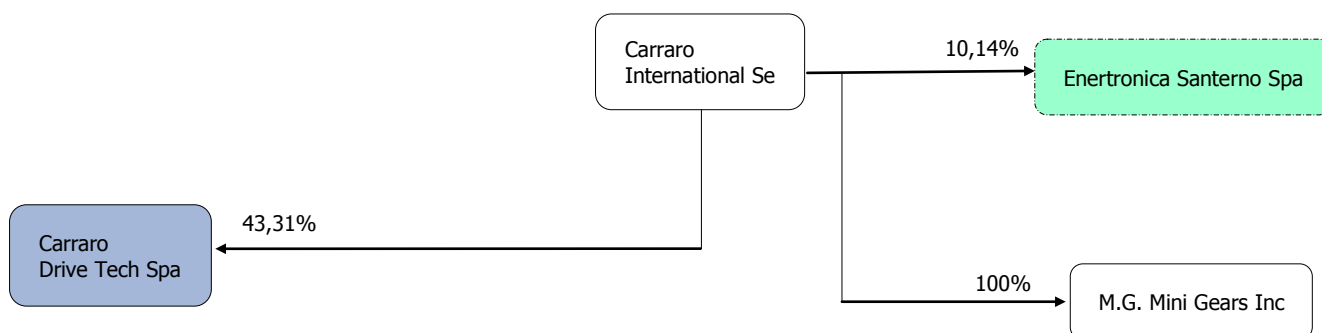 Carraro
International Se
10,14%
Enertronica Santerno Spa
43,31%
Carraro
Drive Tech Spa
100%
M.G. Mini Gears Inc